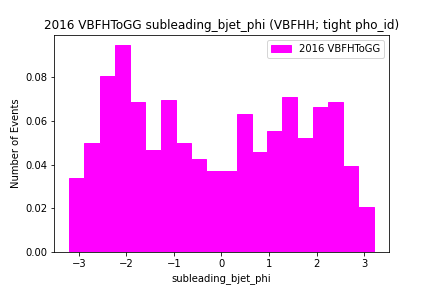 2016 VBFHToGG subleading_bjet_phi (VBFHH; tight pho_id)
2016 VBFHToGG
Number of Events
0.08
0.06
0.04
0.02
0.00
−3 −2 −1 0 1 2 3
subleading_bjet_phi